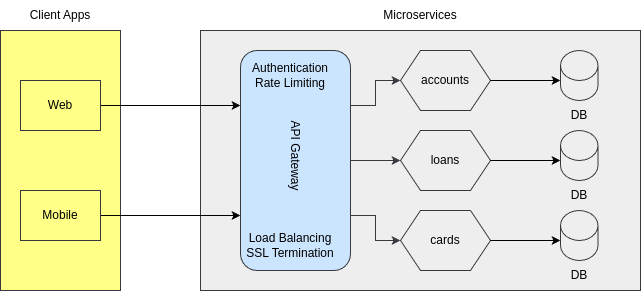 Client Apps
Microservices
Authentication
Rate Limiting
Web
API Gateway
Mobile
Load Balancing
SSL Termination
accounts
DB
loans
DB
cards
DB